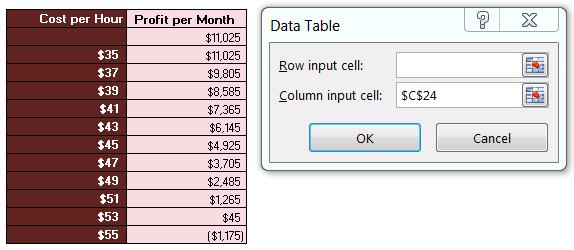 Cost per Hour Profit per Month
$11,025
$35 $11,025
$37 $9,805
$39 $8,585
$41 $7,365
$43 $6,145
$45 $4,925
$47 $3,705
$49 $2,485
$51 $1,265
$53 $45
$55 ($1,175)
Data Table
?
Row input cell:
Column input cell: $C$24
OK Cancel